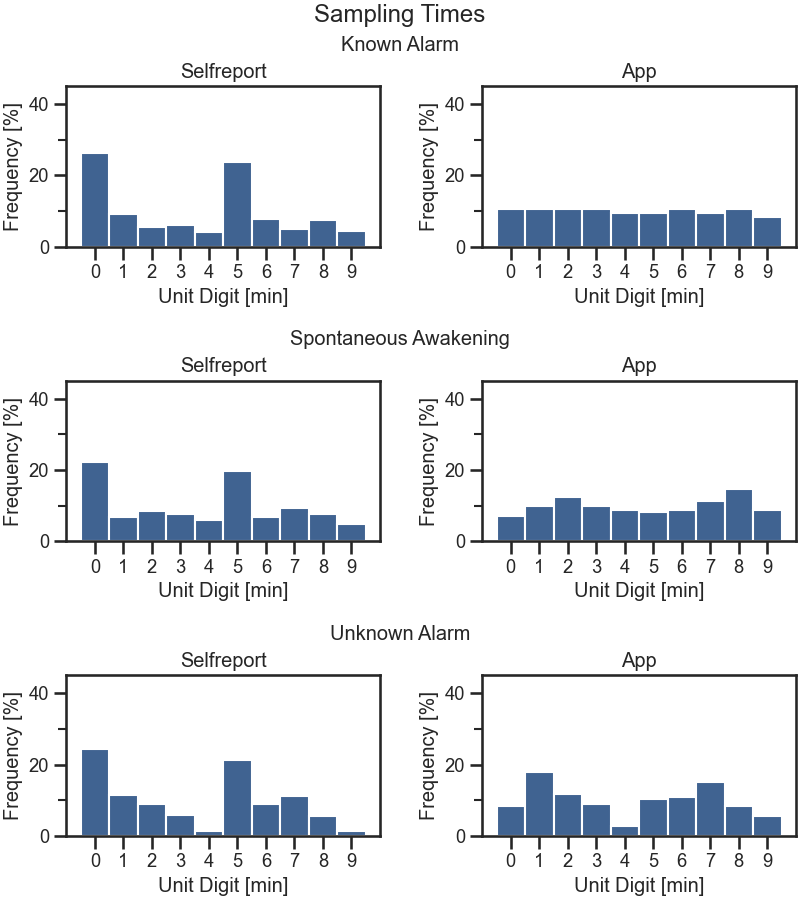 Sampling Times
Known Alarm
Selfreport
Frequency [%]
40
20
0
0 1 2 3 4 5 6 7 8 9
Unit Digit [min]
App
Frequency [%]
40
20
0
0 1 2 3 4 5 6 7 8 9
Unit Digit [min]
Spontaneous Awakening
Selfreport
Frequency [%]
40
20
0
0 1 2 3 4 5 6 7 8 9
Unit Digit [min]
App
Frequency [%]
40
20
0
0 1 2 3 4 5 6 7 8 9
Unit Digit [min]
Unknown Alarm
Selfreport
Frequency [%]
40
20
0
0 1 2 3 4 5 6 7 8 9
Unit Digit [min]
App
Frequency [%]
40
20
0
0 1 2 3 4 5 6 7 8 9
Unit Digit [min]